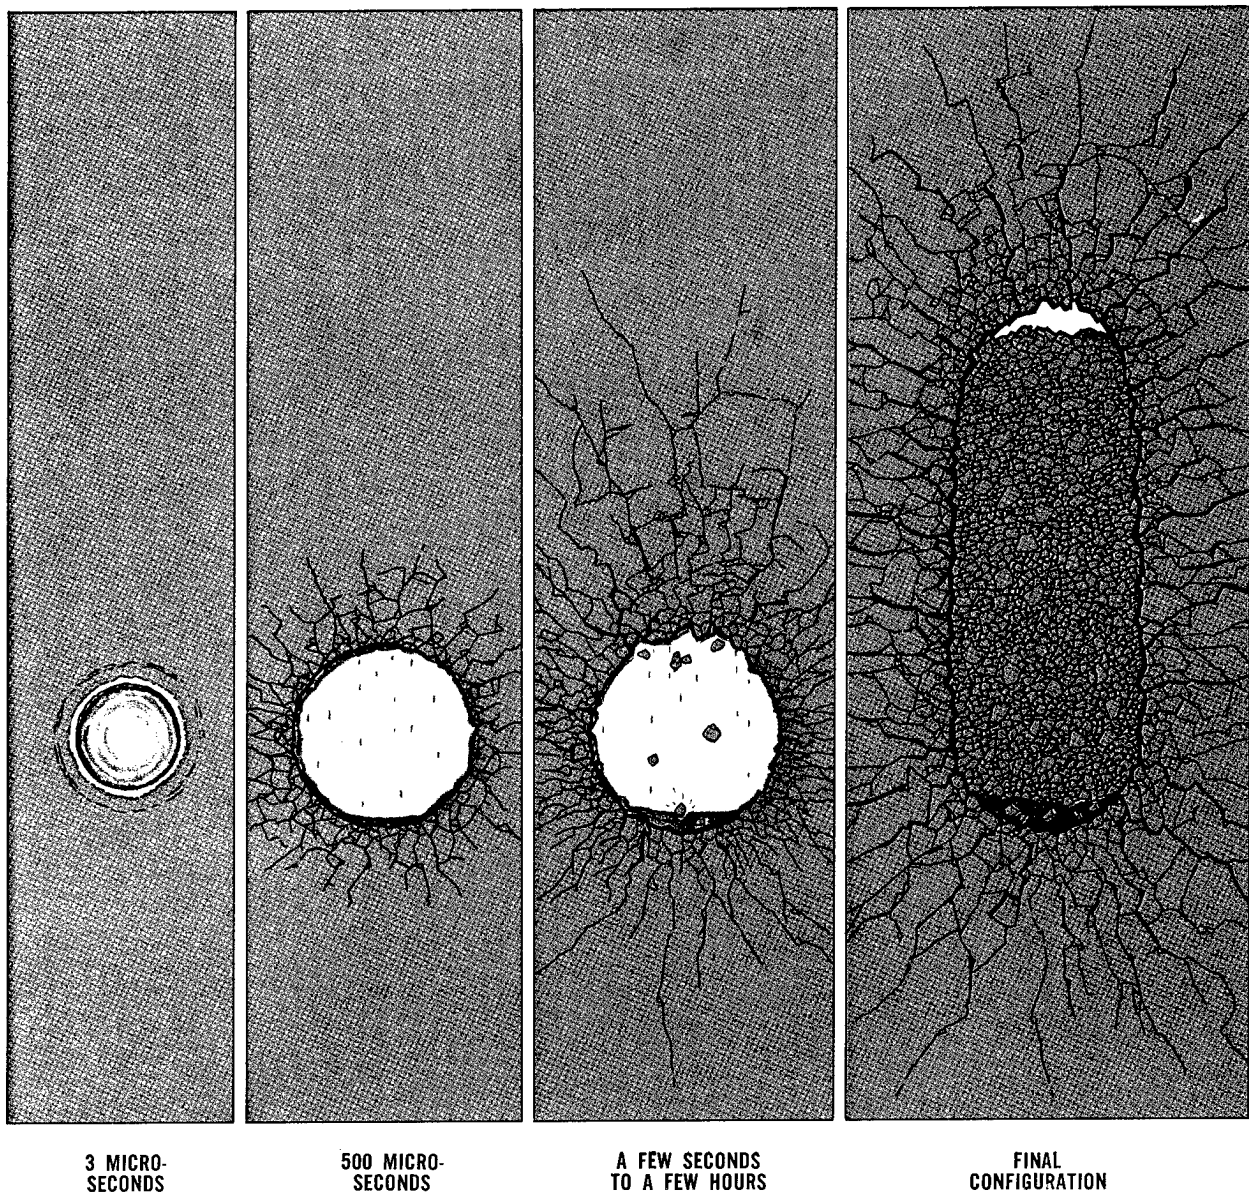 3 MICRO-
SECONDS
500 MICRO-
SECONDS
A FEW SECONDS
TO A FEW HOURS
FINAL
CONFIGURATION